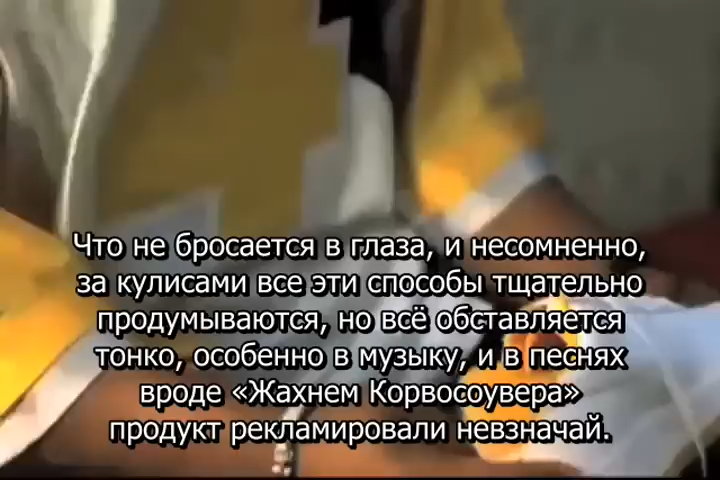 Что не бросается в глаза, и несомненно,
за кулисами все эти способы тщательно
продумываются, но всё обставляется
тонко, особенно в музыку, и в песнях
вроде «Жахнем Корвосоувера»
продукт рекламировали невзначай.